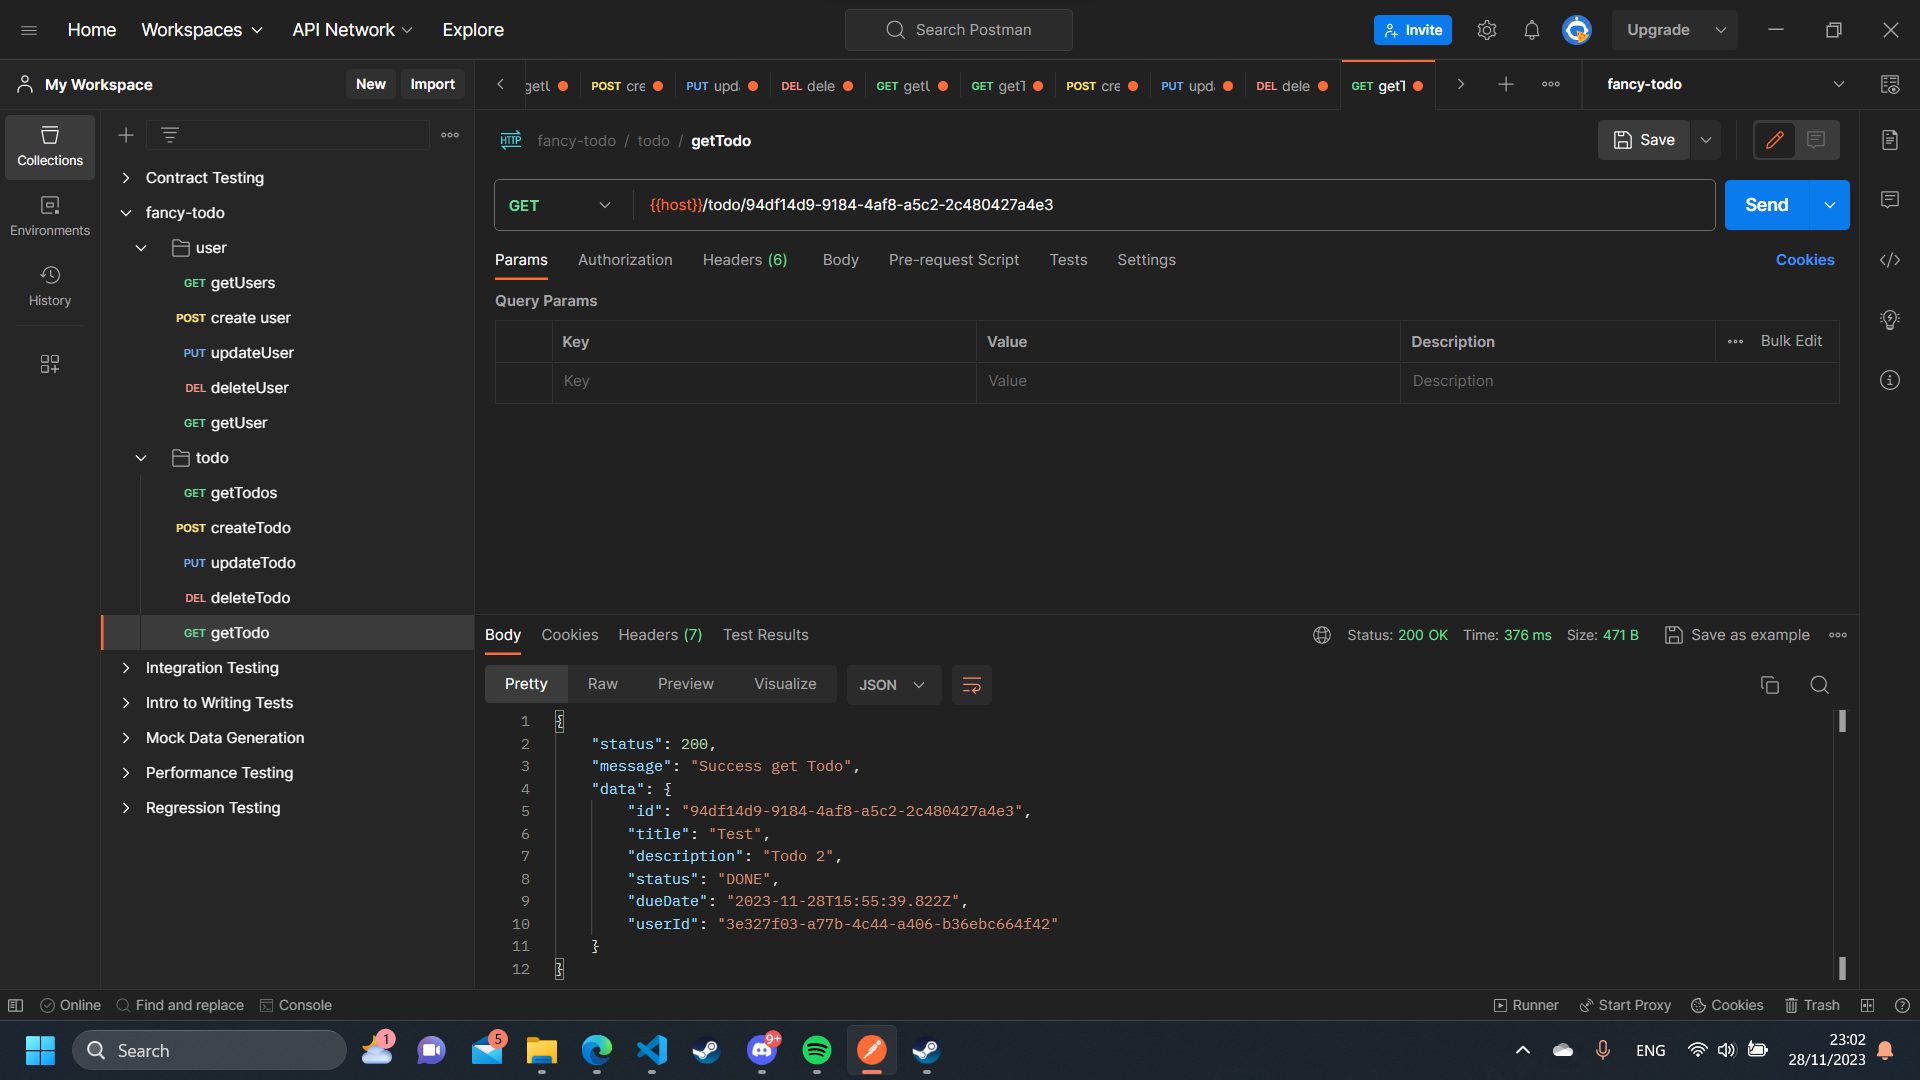 Home Workspaces API Network Explore Search Postman Invite Upgrade
My Workspace New Import
getU POST cre PUT upda DEL dele GET getU GET getT POST cre PUT upda DEL dele GET getT fancy-todo
Collections
Environments
History
Contract Testing
fancy-todo
user
GET getUsers
POST create user
PUT updateUser
DEL deleteUser
GET getUser
todo
GET getTodos
POST createTodo
PUT updateTodo
DEL deleteTodo
GET getTodo
Integration Testing
Intro to Writing Tests
Mock Data Generation
Performance Testing
Regression Testing
HTTP fancy-todo / todo / getTodo Save
GET {{host}}/todo/94df14d9-9184-4af8-a5c2-2c480427a4e3 Send
Params Authorization Headers (6) Body Pre-request Script Tests Settings Cookies
Query Params
Key Value Description Bulk Edit
Key Value Description
Body Cookies Headers (7) Test Results Status: 200 OK Time: 376 ms Size: 471 B Save as example
Pretty Raw Preview Visualize JSON
1 {
2 "status": 200,
3 "message": "Success get Todo",
4 "data": {
5 "id": "94df14d9-9184-4af8-a5c2-2c480427a4e3",
6 "title": "Test",
7 "description": "Todo 2",
8 "status": "DONE",
9 "dueDate": "2023-11-28T15:55:39.822Z",
10 "userId": "3e327f03-a77b-4c44-a406-b36ebc664f42"
11 }
12 }
Online Find and replace Console Runner Start Proxy Cookies Trash
Search 1 5 9+ ENG 23:02
28/11/2023